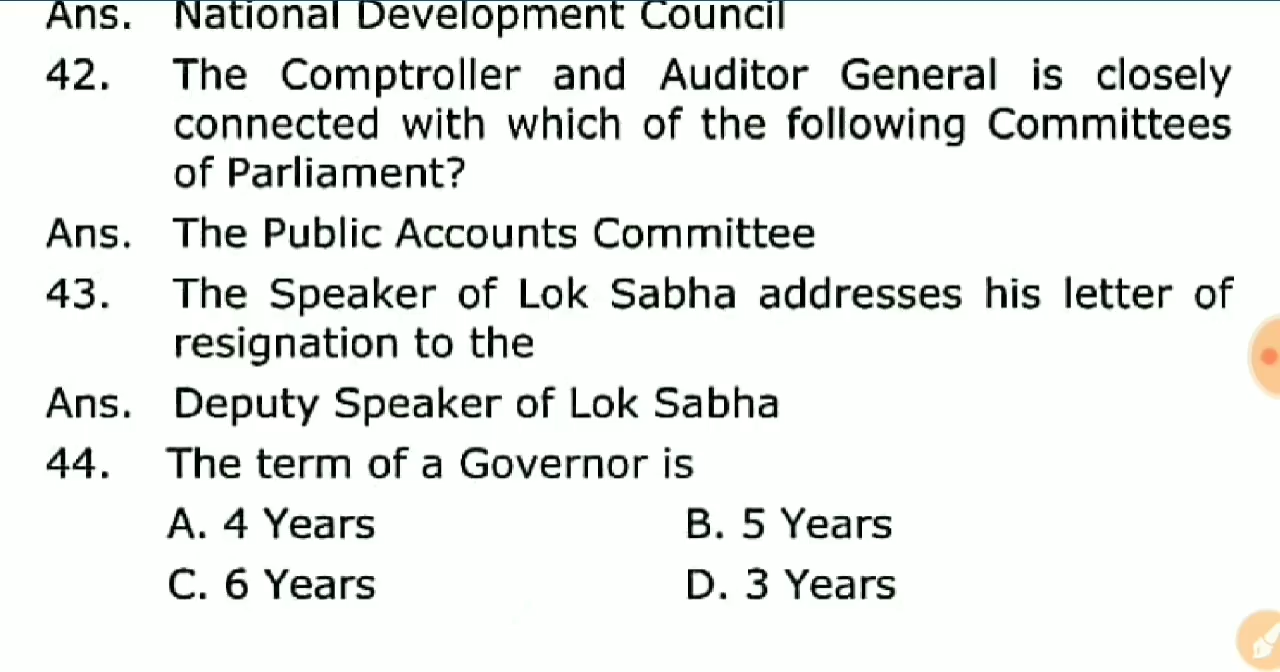 Ans. National Development Council
42. The Comptroller and Auditor General is closely
connected with which of the following Committees
of Parliament?
Ans. The Public Accounts Committee
43. The Speaker of Lok Sabha addresses his letter of
resignation to the
Ans. Deputy Speaker of Lok Sabha
44. The term of a Governor is
A. 4 Years B. 5 Years
C. 6 Years D. 3 Years